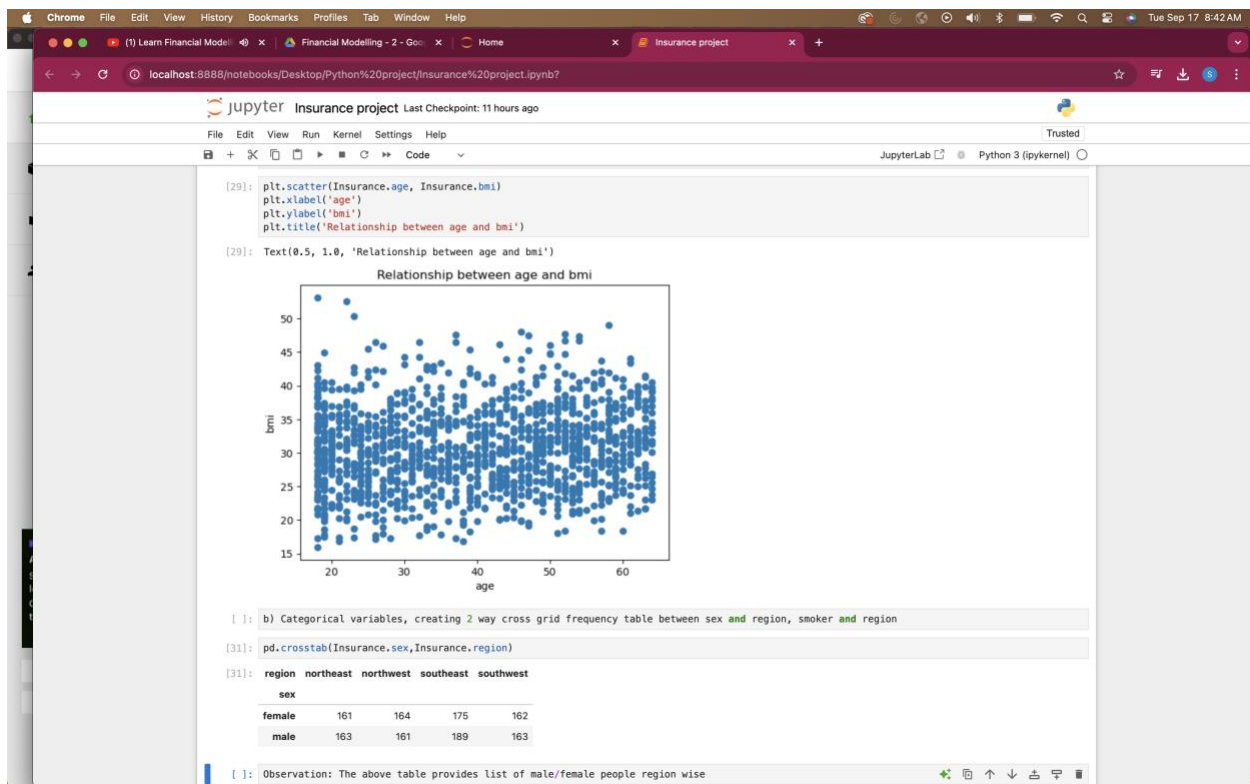 Chrome File Edit View History Bookmarks Profiles Tab Window Help Tue Sep 17 8:42 AM
(1) Learn Financial Modell Financial Modelling - 2 - Goo Home Insurance project
localhost:8888/notebooks/Desktop/Python%20project/Insurance%20project.ipynb? S
jupyter Insurance project Last Checkpoint: 11 hours ago
File Edit View Run Kernel Settings Help Trusted
Code JupyterLab Python 3 (ipykernel)
[29]: plt.scatter(Insurance.age, Insurance.bmi)
plt.xlabel('age')
plt.ylabel('bmi')
plt.title('Relationship between age and bmi')
[29]: Text(0.5, 1.0, 'Relationship between age and bmi')
Relationship between age and bmi
50
45
40
35
30
25
20
15
bmi
20 30 40 50 60
age
[ ]: b) Categorical variables, creating 2 way cross grid frequency table between sex and region, smoker and region
[31]: pd.crosstab(Insurance.sex,Insurance.region)
[31]: region northeast northwest southeast southwest
sex
female 161 164 175 162
male 163 161 189 163
[ ]: Observation: The above table provides list of male/female people region wise